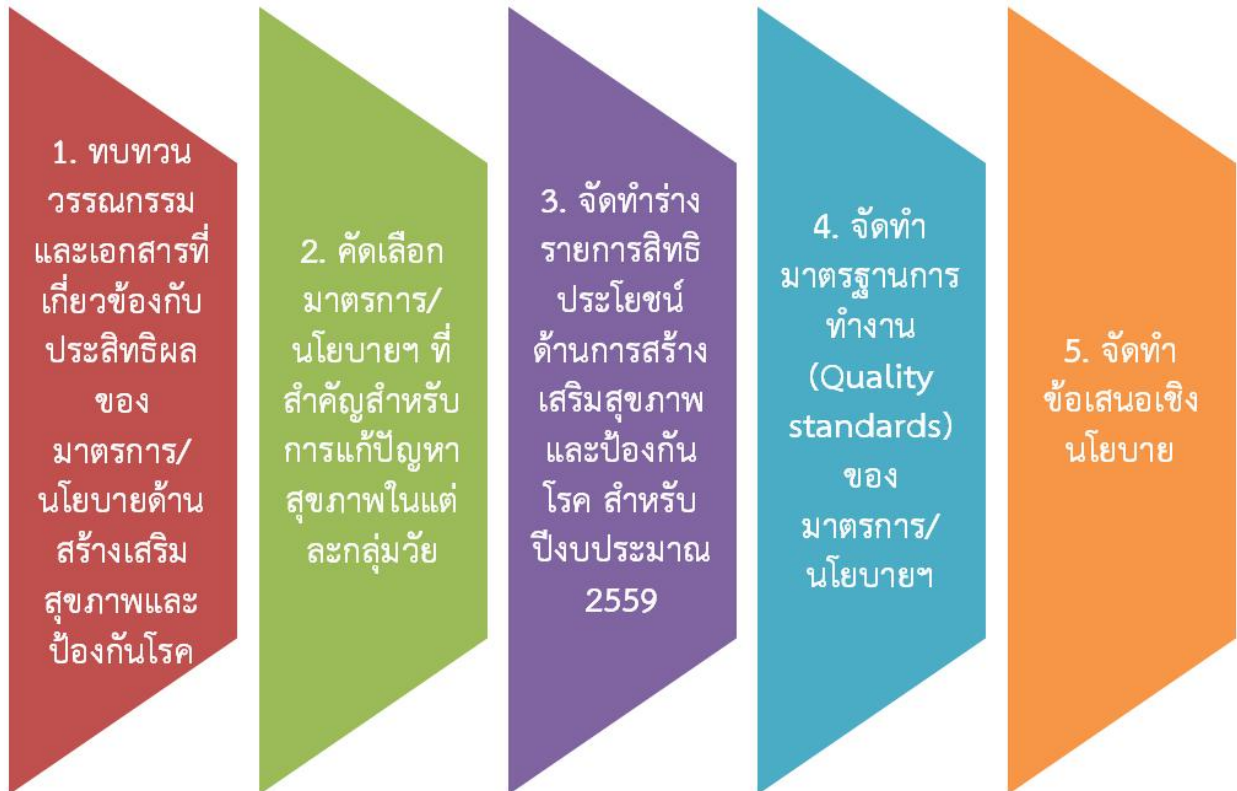 1. ทบทวน
วรรณกรรม
และเอกสารที่
เกี่ยวข้องกับ
ประสิทธิผล
ของ
มาตรการ/
นโยบายด้าน
สร้างเสริม
สุขภาพและ
ป้องกันโรค
2. คัดเลือก
มาตรการ/
นโยบายฯ ที่
สำคัญสำหรับ
การแก้ปัญหา
สุขภาพในแต่
ละกลุ่มวัย
3. จัดทำร่าง
รายการสิทธิ
ประโยชน์
ด้านการสร้าง
เสริมสุขภาพ
และป้องกัน
โรค สำหรับ
ปีงบประมาณ
2559
4. จัดทำ
มาตรฐานการ
ทำงาน
(Quality
standards)
ของ
มาตรการ/
นโยบายฯ
5. จัดทำ
ข้อเสนอเชิง
นโยบาย